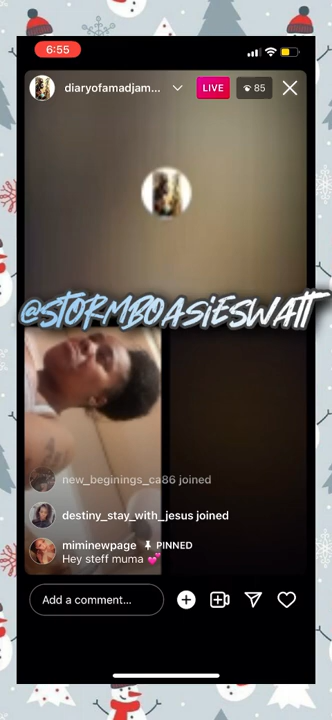 6:55
diaryofamadjam...
LIVE
85
@STORMBOASIESWATT
new_beginings_ca86 joined
destiny_stay_with_jesus joined
miminewpage PINNED
Hey steff muma 💕
Add a comment...